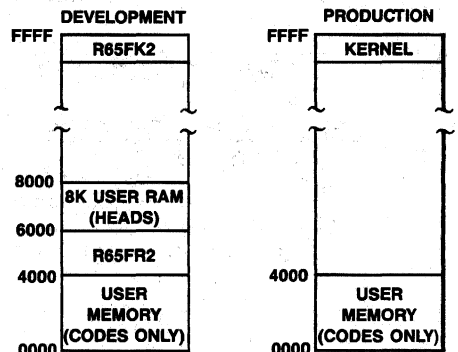 DEVELOPMENT
FFFF
R65FK2
8000
8K USER RAM
(HEADS)
6000
R65FR2
4000
USER
MEMORY
(CODES ONLY)
0000
PRODUCTION
FFFF
KERNEL
4000
USER
MEMORY
(CODES ONLY)
0000